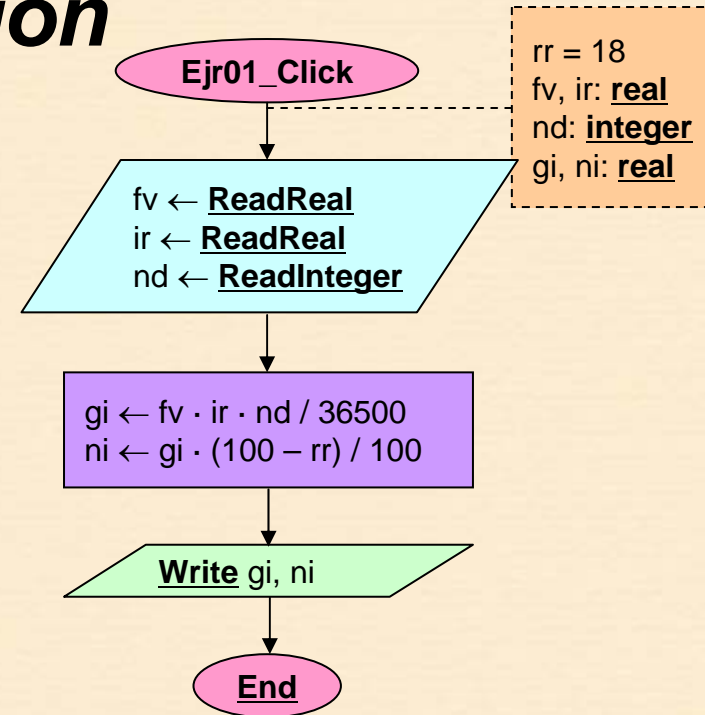 Ejr01_Click
rr = 18
fv, ir: real
nd: integer
gi, ni: real
fv ← ReadReal
ir ← ReadReal
nd ← ReadInteger
gi ← fv · ir · nd / 36500
ni ← gi · (100 – rr) / 100
Write gi, ni
End